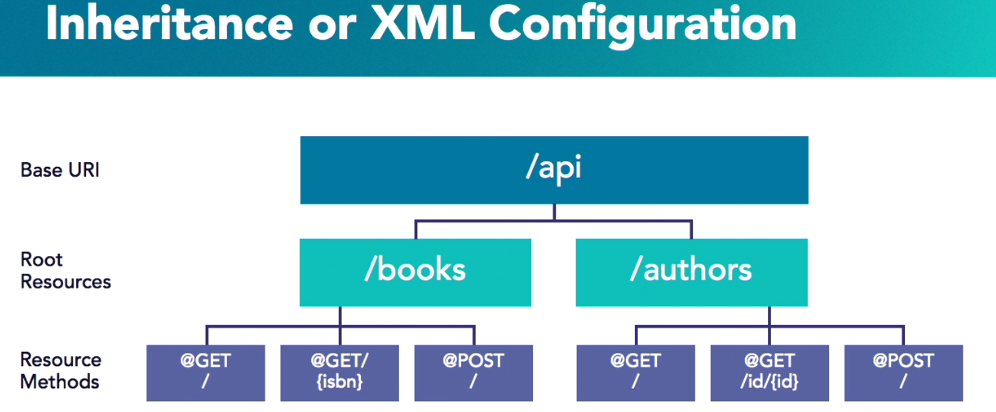 Inheritance or XML Configuration
Base URI
/api
Root
Resources
/books
/authors
Resource
Methods
@GET
/
@GET/
{isbn}
@POST
/
@GET
/
@GET
/id/{id}
@POST
/